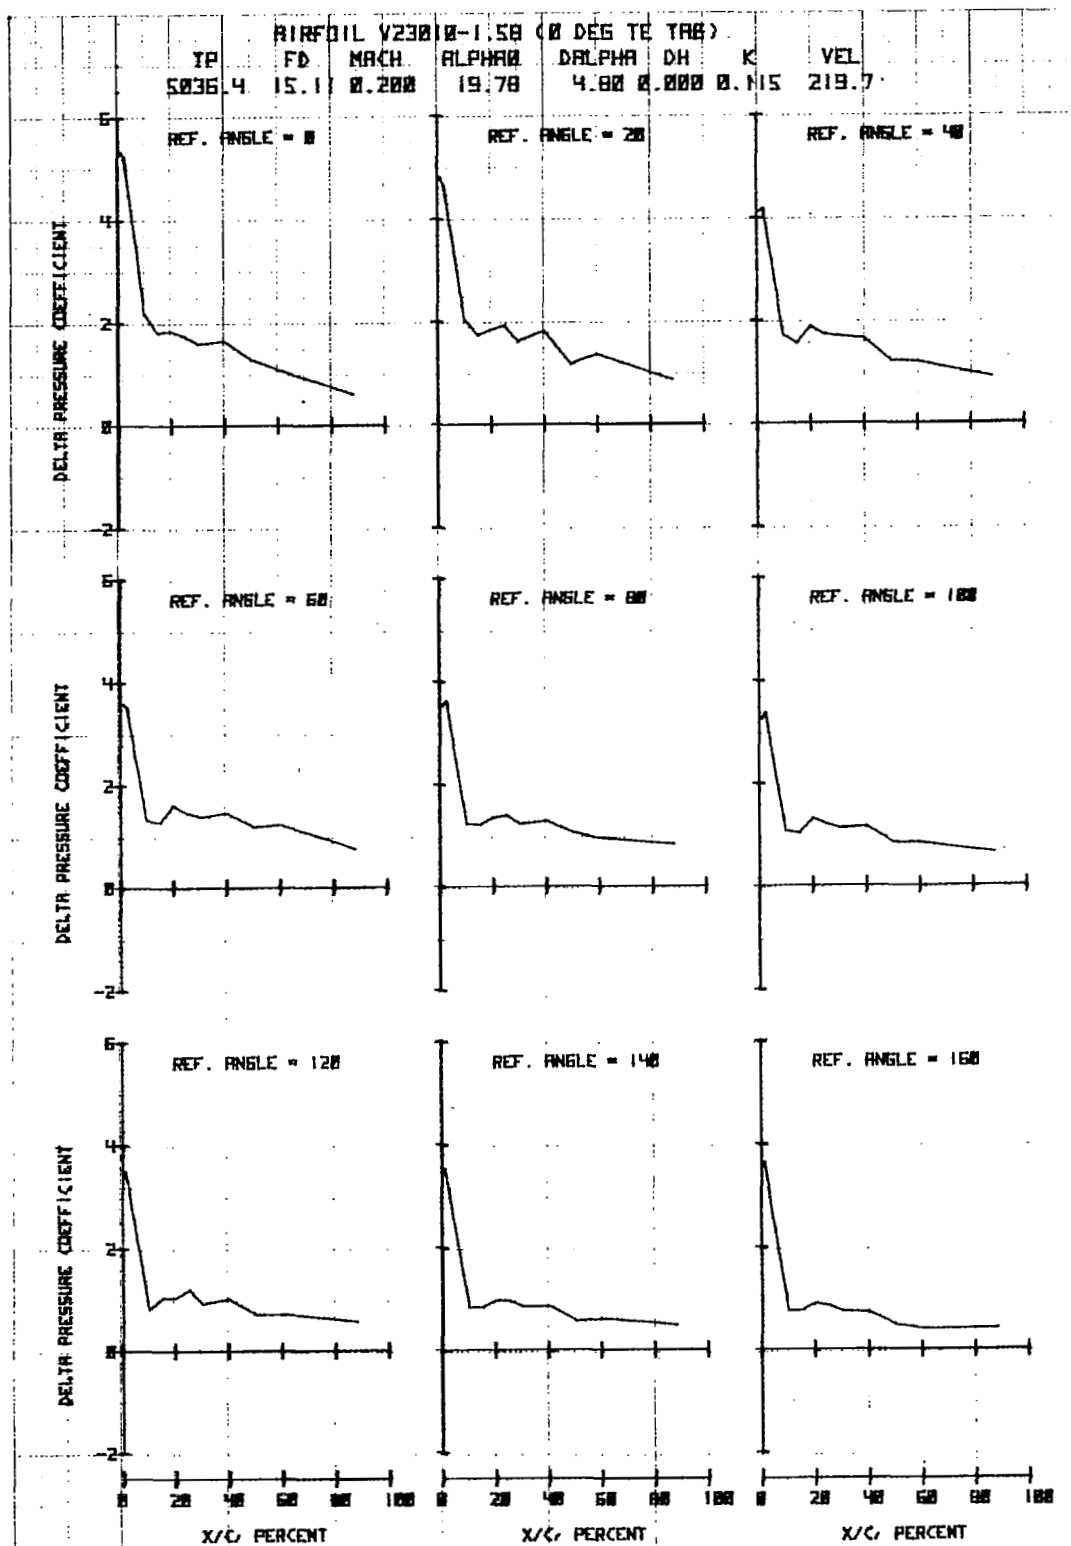 AIRFOIL V23010-1.58 (0 DEG TE TAB)
TP FD MACH ALPHA0 DALPHA DH K VEL
5036.4 15.11 0.200 19.78 4.80 0.000 0.115 219.7
REF. ANGLE = 0
REF. ANGLE = 20
REF. ANGLE = 40
DELTA PRESSURE COEFFICIENT
6
4
2
0
-2
REF. ANGLE = 60
REF. ANGLE = 80
REF. ANGLE = 100
DELTA PRESSURE COEFFICIENT
6
4
2
0
-2
REF. ANGLE = 120
REF. ANGLE = 140
REF. ANGLE = 160
DELTA PRESSURE COEFFICIENT
6
4
2
0
-2
0 20 40 60 80 100
0 20 40 60 80 100
0 20 40 60 80 100
X/C, PERCENT
X/C, PERCENT
X/C, PERCENT